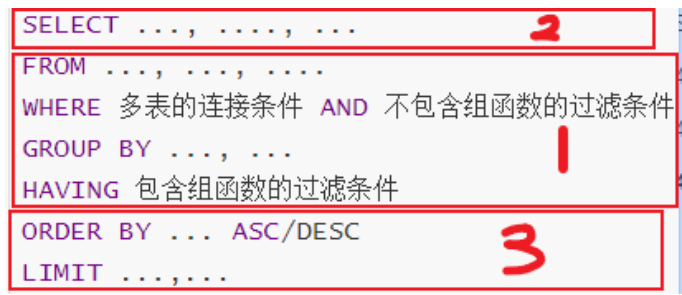 SELECT ..., ...., ... 2
FROM ..., ..., ....
WHERE 多表的连接条件 AND 不包含组函数的过滤条件
GROUP BY ..., ... 1
HAVING 包含组函数的过滤条件
ORDER BY ... ASC/DESC 3
LIMIT ...,...